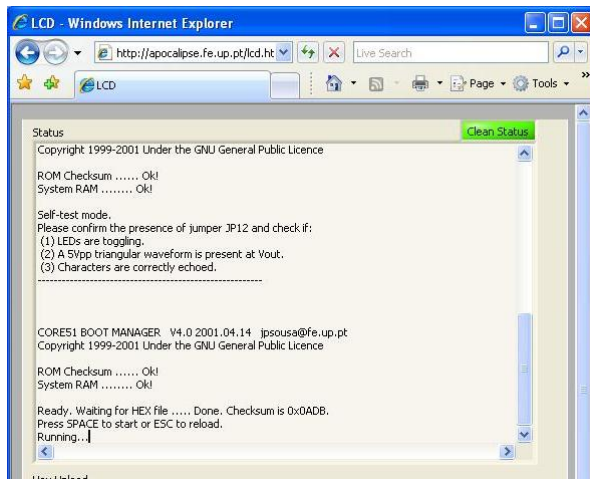 LCD - Windows Internet Explorer
http://apocalipse.fe.up.pt/lcd.ht
Live Search
LCD
Page
Tools
Status
Clean Status
Copyright 1999-2001 Under the GNU General Public Licence
ROM Checksum ...... Ok!
System RAM ........ Ok!
Self-test mode.
Please confirm the presence of jumper JP12 and check if:
(1) LEDs are toggling.
(2) A 5Vpp triangular waveform is present at Vout.
(3) Characters are correctly echoed.
--------------------------------------------------------
CORE51 BOOT MANAGER V4.0 2001.04.14 jpsousa@fe.up.pt
Copyright 1999-2001 Under the GNU General Public Licence
ROM Checksum ...... Ok!
System RAM ........ Ok!
Ready. Waiting for HEX file ..... Done. Checksum is 0x0ADB.
Press SPACE to start or ESC to reload.
Running...